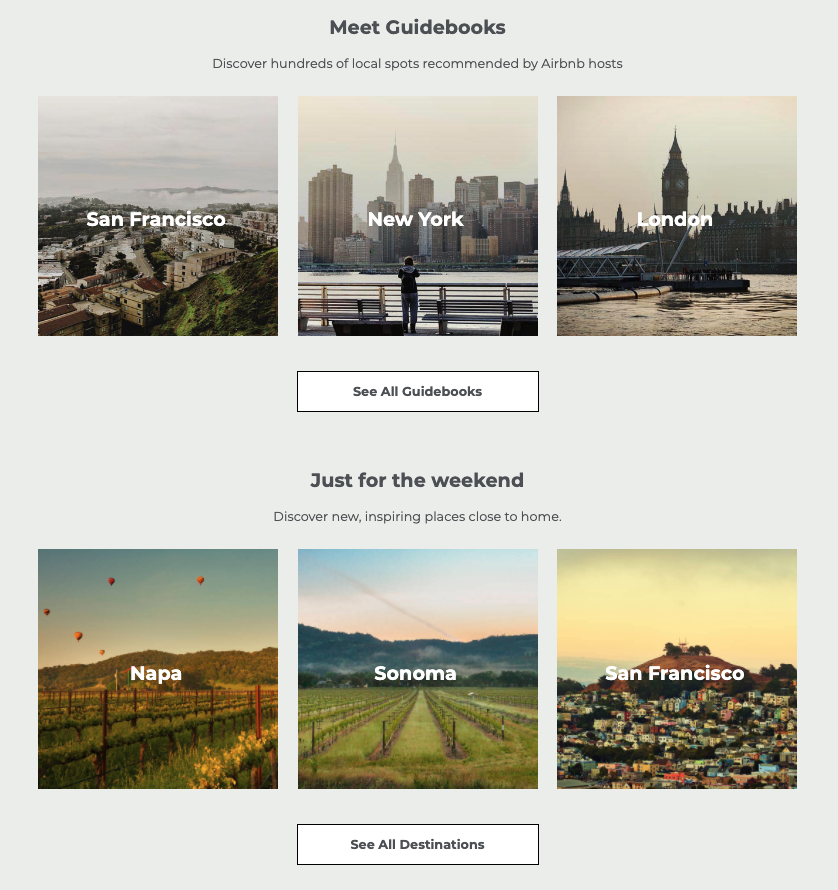 Meet Guidebooks
Discover hundreds of local spots recommended by Airbnb hosts
San Francisco
New York
London
See All Guidebooks
Just for the weekend
Discover new, inspiring places close to home.
Napa
Sonoma
San Francisco
See All Destinations